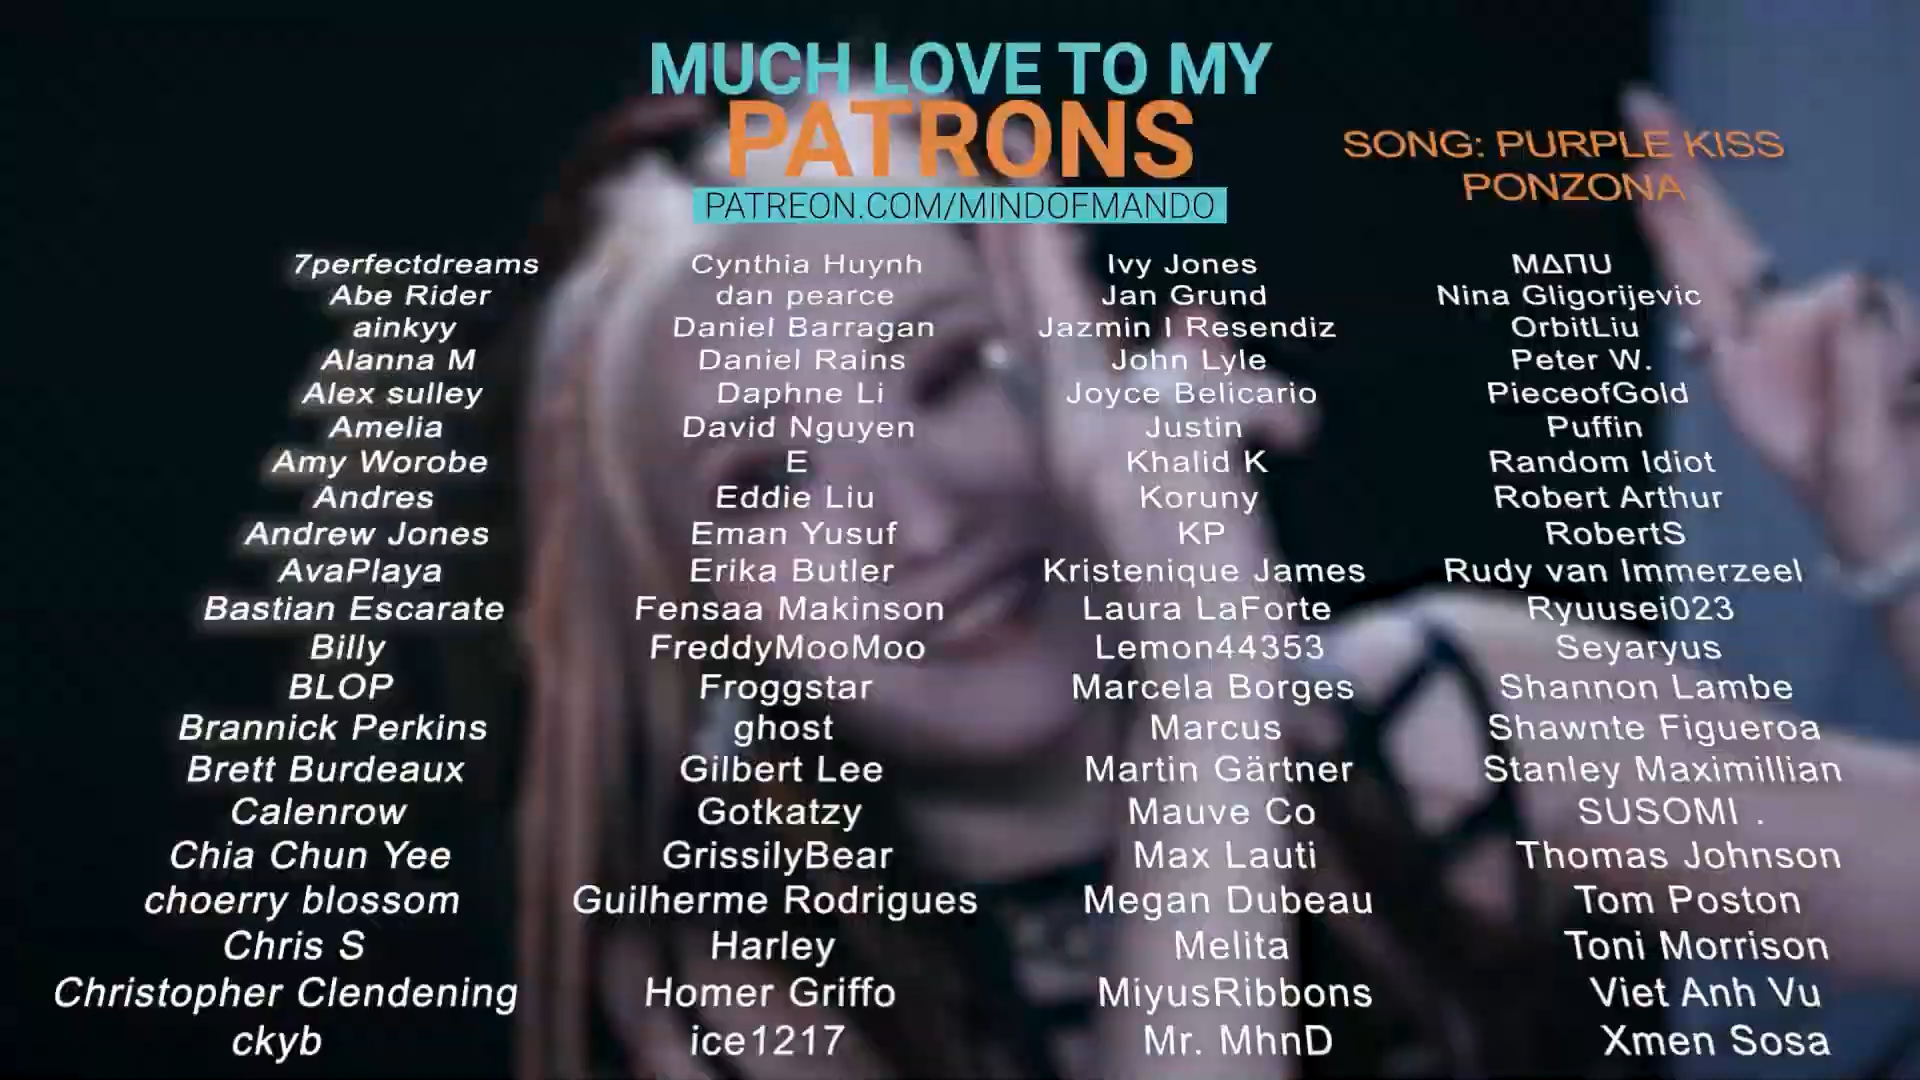 MUCH LOVE TO MY
PATRONS
PATREON.COM/MINDOFMANDO
SONG: PURPLE KISS
PONZONA
7perfectdreams
Abe Rider
ainkyy
Alanna M
Alex sulley
Amelia
Amy Worobe
Andres
Andrew Jones
AvaPlaya
Bastian Escarate
Billy
BLOP
Brannick Perkins
Brett Burdeaux
Calenrow
Chia Chun Yee
choerry blossom
Chris S
Christopher Clendening
ckyb
Cynthia Huynh
dan pearce
Daniel Barragan
Daniel Rains
Daphne Li
David Nguyen
E
Eddie Liu
Eman Yusuf
Erika Butler
Fensaa Makinson
FreddyMooMoo
Froggstar
ghost
Gilbert Lee
Gotkatzy
GrissilyBear
Guilherme Rodrigues
Harley
Homer Griffo
ice1217
Ivy Jones
Jan Grund
Jazmin I Resendiz
John Lyle
Joyce Belicario
Justin
Khalid K
Koruny
KP
Kristenique James
Laura LaForte
Lemon44353
Marcela Borges
Marcus
Martin Gärtner
Mauve Co
Max Lauti
Megan Dubeau
Melita
MiyusRibbons
Mr. MhnD
MΔΠU
Nina Gligorijevic
OrbitLiu
Peter W.
PieceofGold
Puffin
Random Idiot
Robert Arthur
RobertS
Rudy van Immerzeel
Ryuusei023
Seyaryus
Shannon Lambe
Shawnte Figueroa
Stanley Maximillian
SUSOMI .
Thomas Johnson
Tom Poston
Toni Morrison
Viet Anh Vu
Xmen Sosa